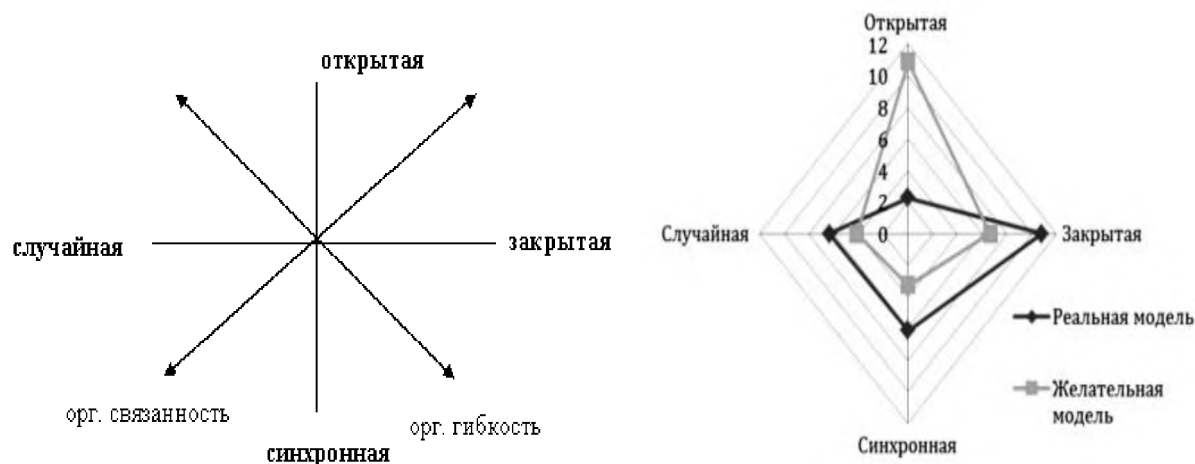 открытая
случайная
закрытая
орг. связанность
орг. гибкость
синхронная
Открытая
12
10
8
6
4
2
0
Случайная
Закрытая
Синхронная
Реальная модель
Желательная
модель